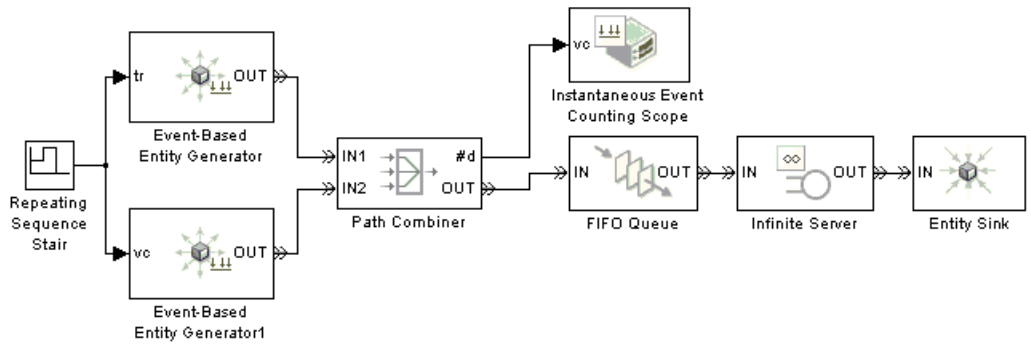 tr
OUT
Event-Based
Entity Generator
Repeating
Sequence
Stair
vc
OUT
Event-Based
Entity Generator1
IN1
#d
IN2
OUT
Path Combiner
vc
Instantaneous Event
Counting Scope
IN
OUT
FIFO Queue
IN
∞
OUT
Infinite Server
IN
Entity Sink